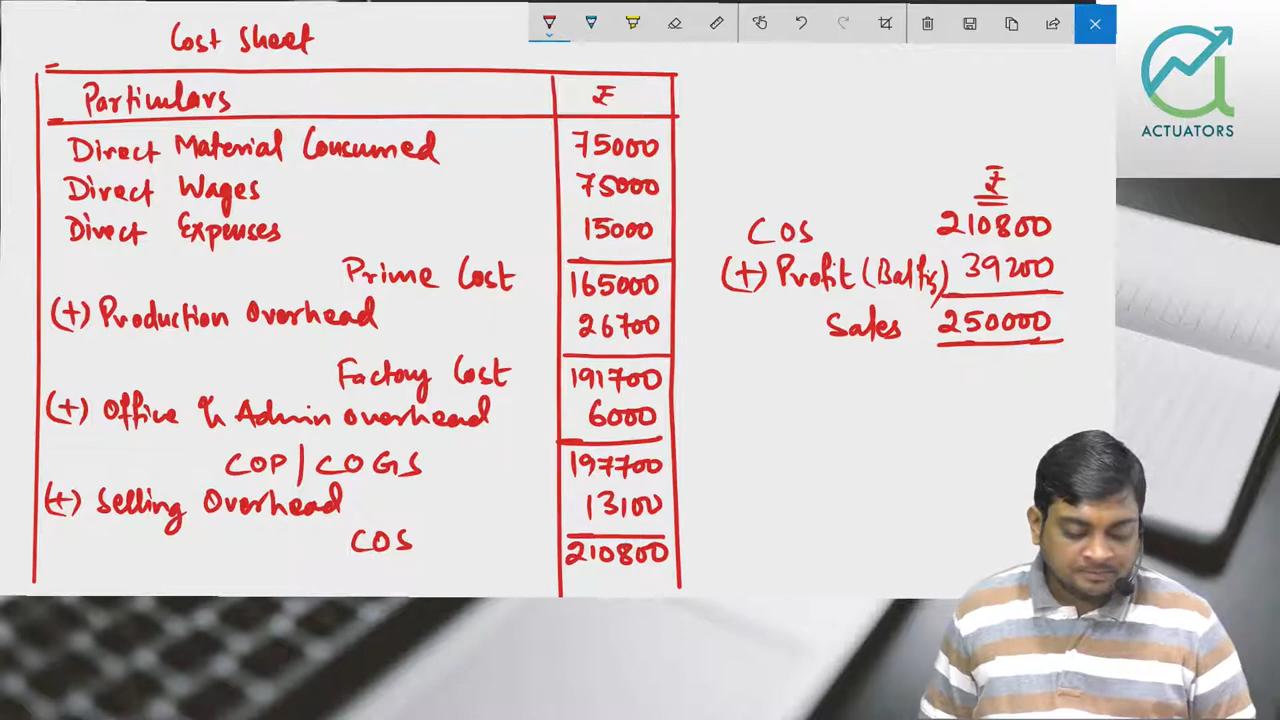 Cost Sheet
Particulars ₹
Direct Material Consumed 75000
Direct Wages 75000
Direct Expenses 15000
Prime Cost 165000
(+) Production Overhead 26700
Factory Cost 191700
(+) Office & Admin overhead 6000
COP/COGS 197700
(+) Selling Overhead 13100
COS 210800
₹
COS 210800
(+) Profit (Bal fig) 39200
Sales 250000
ACTUATORS